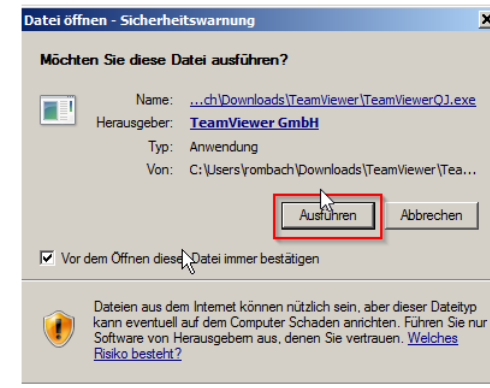 Datei öffnen - Sicherheitswarnung
Möchten Sie diese Datei ausführen?
Name: ...ch\Downloads\TeamViewer\TeamViewerQJ.exe
Herausgeber: TeamViewer GmbH
Typ: Anwendung
Von: C:\Users\rombach\Downloads\TeamViewer\Tea...
Ausführen Abbrechen
Vor dem Öffnen dieser Datei immer bestätigen
Dateien aus dem Internet können nützlich sein, aber dieser Dateityp
kann eventuell auf dem Computer Schaden anrichten. Führen Sie nur
Software von Herausgebern aus, denen Sie vertrauen. Welches
Risiko besteht?